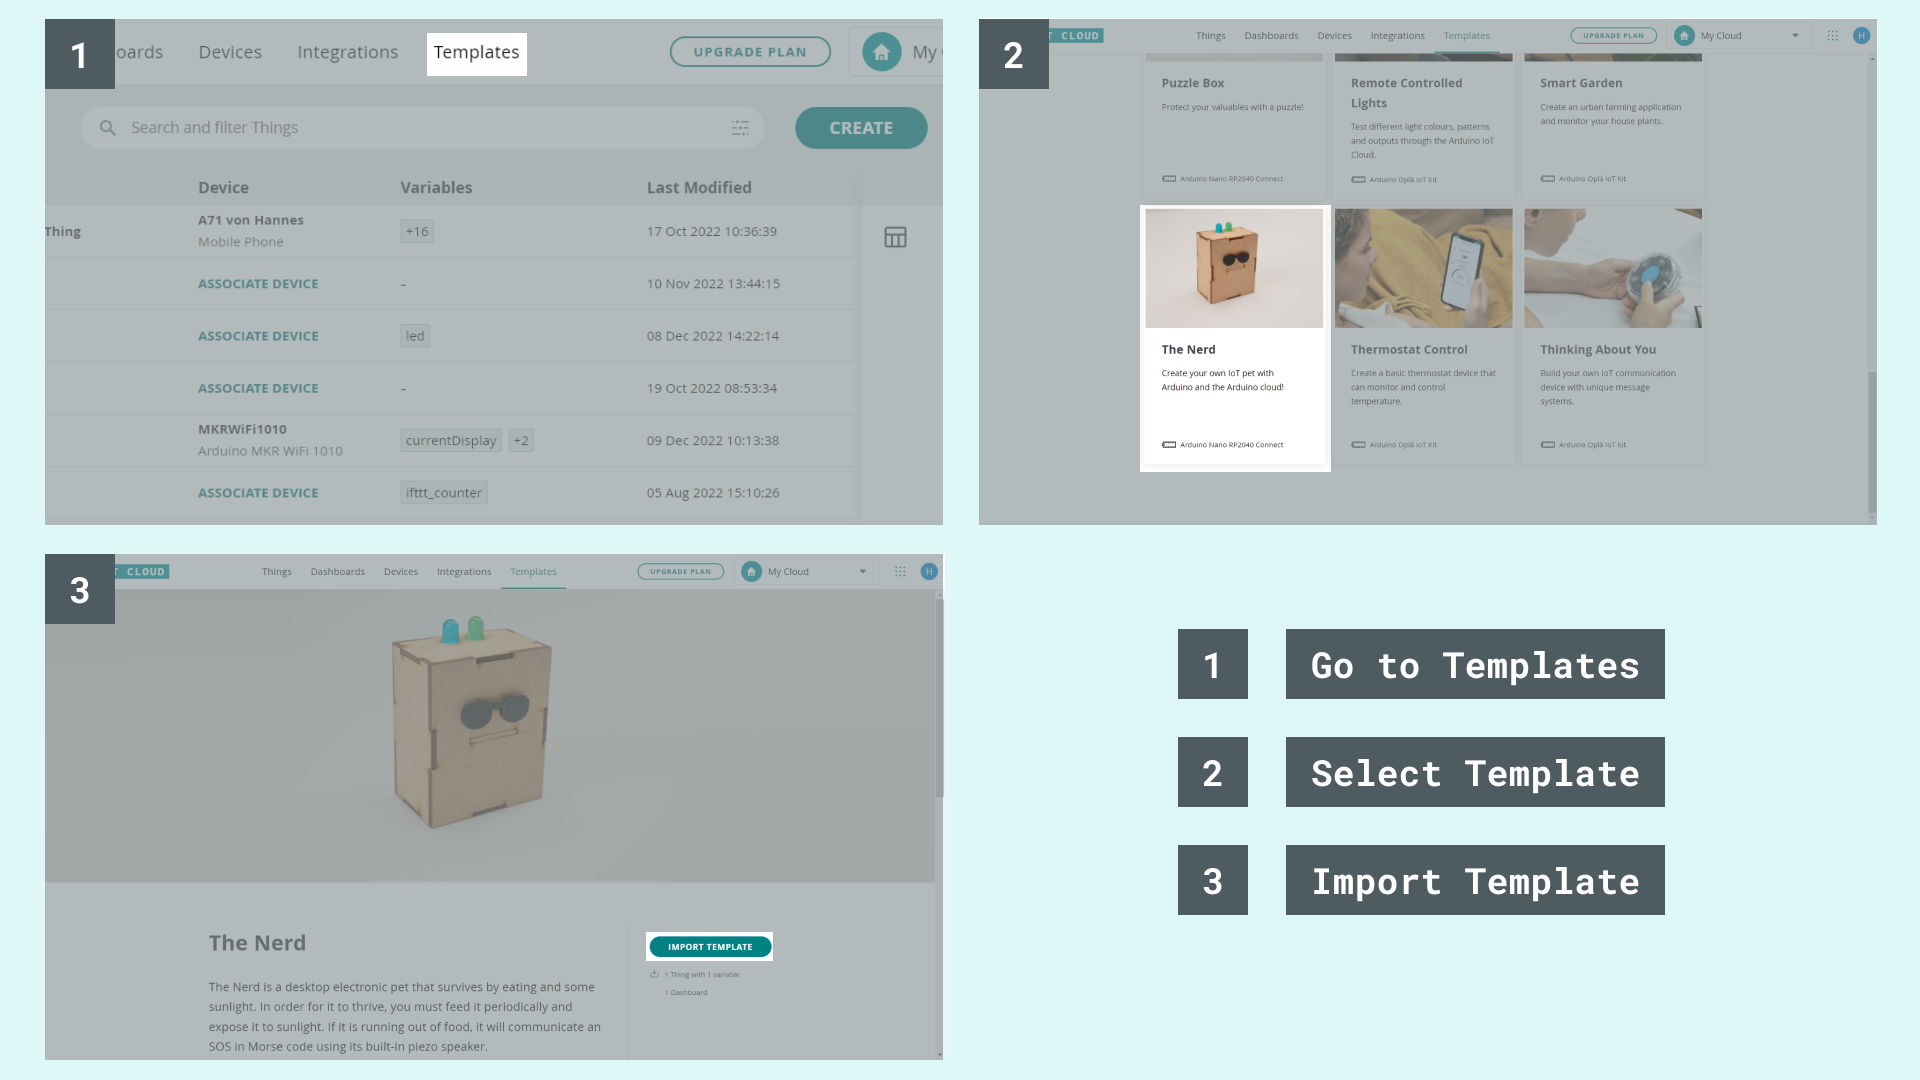 1
oards Devices Integrations Templates UPGRADE PLAN My
Search and filter Things CREATE
Device Variables Last Modified
Thing A71 von Hannes +16 17 Oct 2022 10:36:39
Mobile Phone
ASSOCIATE DEVICE - 10 Nov 2022 13:44:15
ASSOCIATE DEVICE led 08 Dec 2022 14:22:14
ASSOCIATE DEVICE - 19 Oct 2022 08:53:34
MKRWiFi1010 currentDisplay +2 09 Dec 2022 10:13:38
Arduino MKR WiFi 1010
ASSOCIATE DEVICE ifttt_counter 05 Aug 2022 15:10:26
2
T CLOUD Things Dashboards Devices Integrations Templates UPGRADE PLAN My Cloud H
Puzzle Box
Protect your valuables with a puzzle!
Arduino Nano RP2040 Connect
Remote Controlled
Lights
Test different light colours, patterns
and outputs through the Arduino IoT
Cloud.
Arduino Oplà IoT Kit
Smart Garden
Create an urban farming application
and monitor your house plants.
Arduino Oplà IoT Kit
The Nerd
Create your own IoT pet with
Arduino and the Arduino cloud!
Arduino Nano RP2040 Connect
Thermostat Control
Create a basic thermostat device that
can monitor and control
temperature.
Arduino Oplà IoT Kit
Thinking About You
Build your own IoT communication
device with unique message
systems.
Arduino Oplà IoT Kit
3
T CLOUD Things Dashboards Devices Integrations Templates UPGRADE PLAN My Cloud H
The Nerd
The Nerd is a desktop electronic pet that survives by eating and some
sunlight. In order for it to thrive, you must feed it periodically and
expose it to sunlight. If it is running out of food, it will communicate an
SOS in Morse code using its built-in piezo speaker.
IMPORT TEMPLATE
1 Thing with 1 variable
1 Dashboard
1 Go to Templates
2 Select Template
3 Import Template